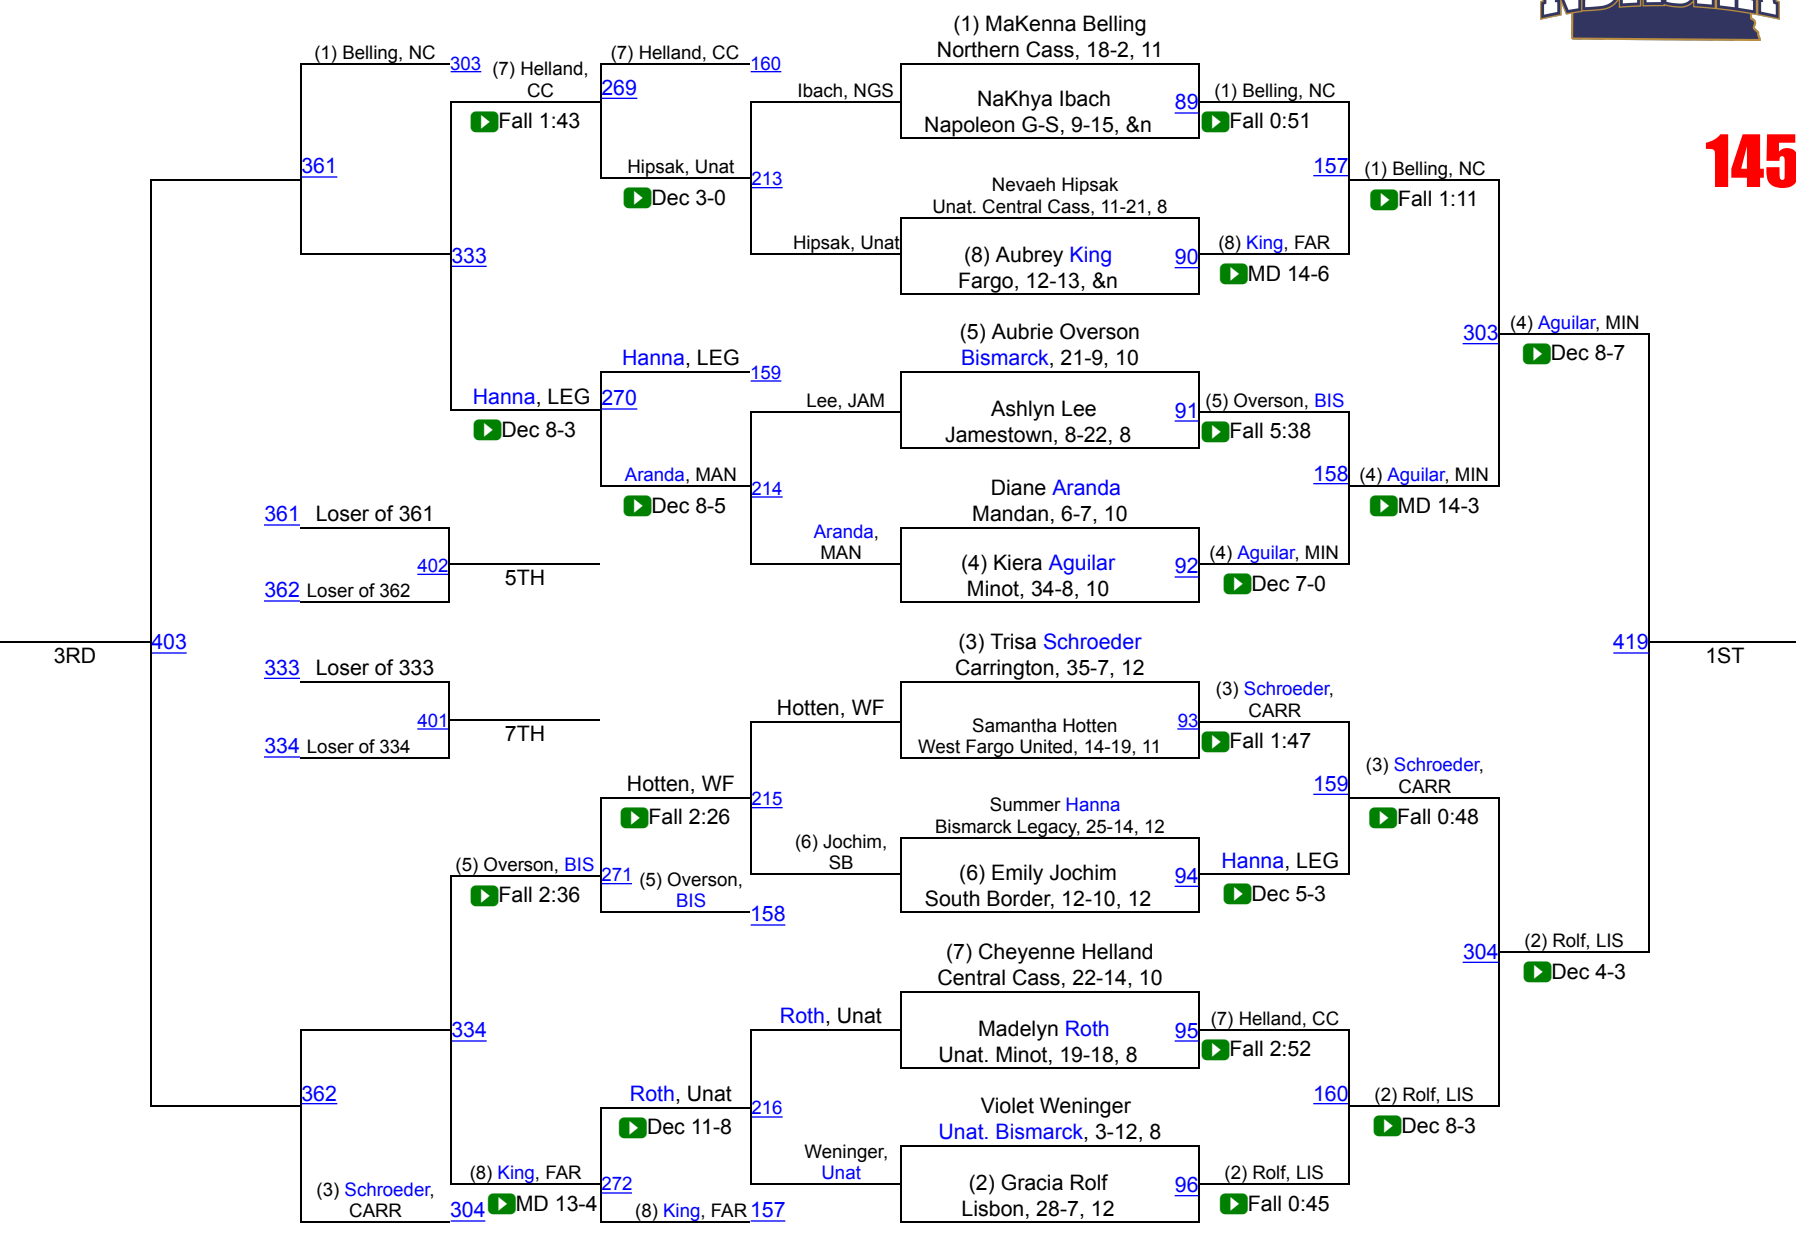 (1) MaKenna Belling
Northern Cass, 18-2, 11
(1) Belling, NC
303
(7) Helland,
CC
(7) Helland, CC
160
269
Ibach, NGS
NaKhya Ibach
Napoleon G-S, 9-15, &n
89
(1) Belling, NC
Fall 1:43
Fall 0:51
145
361
Hipsak, Unat
213
Dec 3-0
Nevaeh Hipsak
Unat. Central Cass, 11-21, 8
157
(1) Belling, NC
Fall 1:11
333
Hipsak, Unat
(8) Aubrey King
Fargo, 12-13, &n
90
(8) King, FAR
MD 14-6
(5) Aubrie Overson
Bismarck, 21-9, 10
303
(4) Aguilar, MIN
Dec 8-7
Hanna, LEG
159
Hanna, LEG
270
Dec 8-3
Lee, JAM
Ashlyn Lee
Jamestown, 8-22, 8
91
(5) Overson, BIS
Fall 5:38
Aranda, MAN
214
Dec 8-5
Diane Aranda
Mandan, 6-7, 10
158
(4) Aguilar, MIN
MD 14-3
361 Loser of 361
402
5TH
362 Loser of 362
Aranda,
MAN
(4) Kiera Aguilar
Minot, 34-8, 10
92
(4) Aguilar, MIN
Dec 7-0
403
3RD
(3) Trisa Schroeder
Carrington, 35-7, 12
419
1ST
333 Loser of 333
401
7TH
334 Loser of 334
Hotten, WF
Samantha Hotten
West Fargo United, 14-19, 11
93
(3) Schroeder,
CARR
Fall 1:47
Hotten, WF
215
Fall 2:26
Summer Hanna
Bismarck Legacy, 25-14, 12
159
(3) Schroeder,
CARR
Fall 0:48
(5) Overson, BIS
271
Fall 2:36
(5) Overson,
BIS
158
(6) Jochim,
SB
(6) Emily Jochim
South Border, 12-10, 12
94
Hanna, LEG
Dec 5-3
(7) Cheyenne Helland
Central Cass, 22-14, 10
304
(2) Rolf, LIS
Dec 4-3
334
Roth, Unat
Madelyn Roth
Unat. Minot, 19-18, 8
95
(7) Helland, CC
Fall 2:52
362
Roth, Unat
216
Dec 11-8
Violet Weninger
Unat. Bismarck, 3-12, 8
160
(2) Rolf, LIS
Dec 8-3
(3) Schroeder,
CARR
304
(8) King, FAR
272
MD 13-4
(8) King, FAR
157
Weninger,
Unat
(2) Gracia Rolf
Lisbon, 28-7, 12
96
(2) Rolf, LIS
Fall 0:45